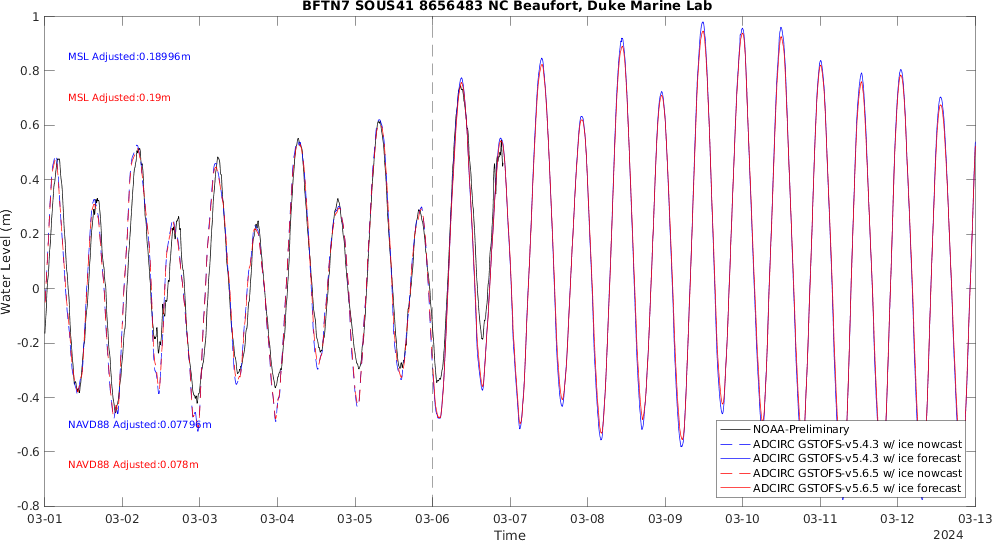 BFTN7 SOUS41 8656483 NC Beaufort, Duke Marine Lab
1
0.8
0.6
0.4
0.2
0
-0.2
-0.4
-0.6
-0.8
Water Level (m)
MSL Adjusted:0.18996m
MSL Adjusted:0.19m
NAVD88 Adjusted:0.07796m
NAVD88 Adjusted:0.078m
NOAA-Preliminary
ADCIRC GSTOFS-v5.4.3 w/ ice nowcast
ADCIRC GSTOFS-v5.4.3 w/ ice forecast
ADCIRC GSTOFS-v5.6.5 w/ ice nowcast
ADCIRC GSTOFS-v5.6.5 w/ ice forecast
03-01 03-02 03-03 03-04 03-05 03-06 03-07 03-08 03-09 03-10 03-11 03-12 03-13
Time
2024